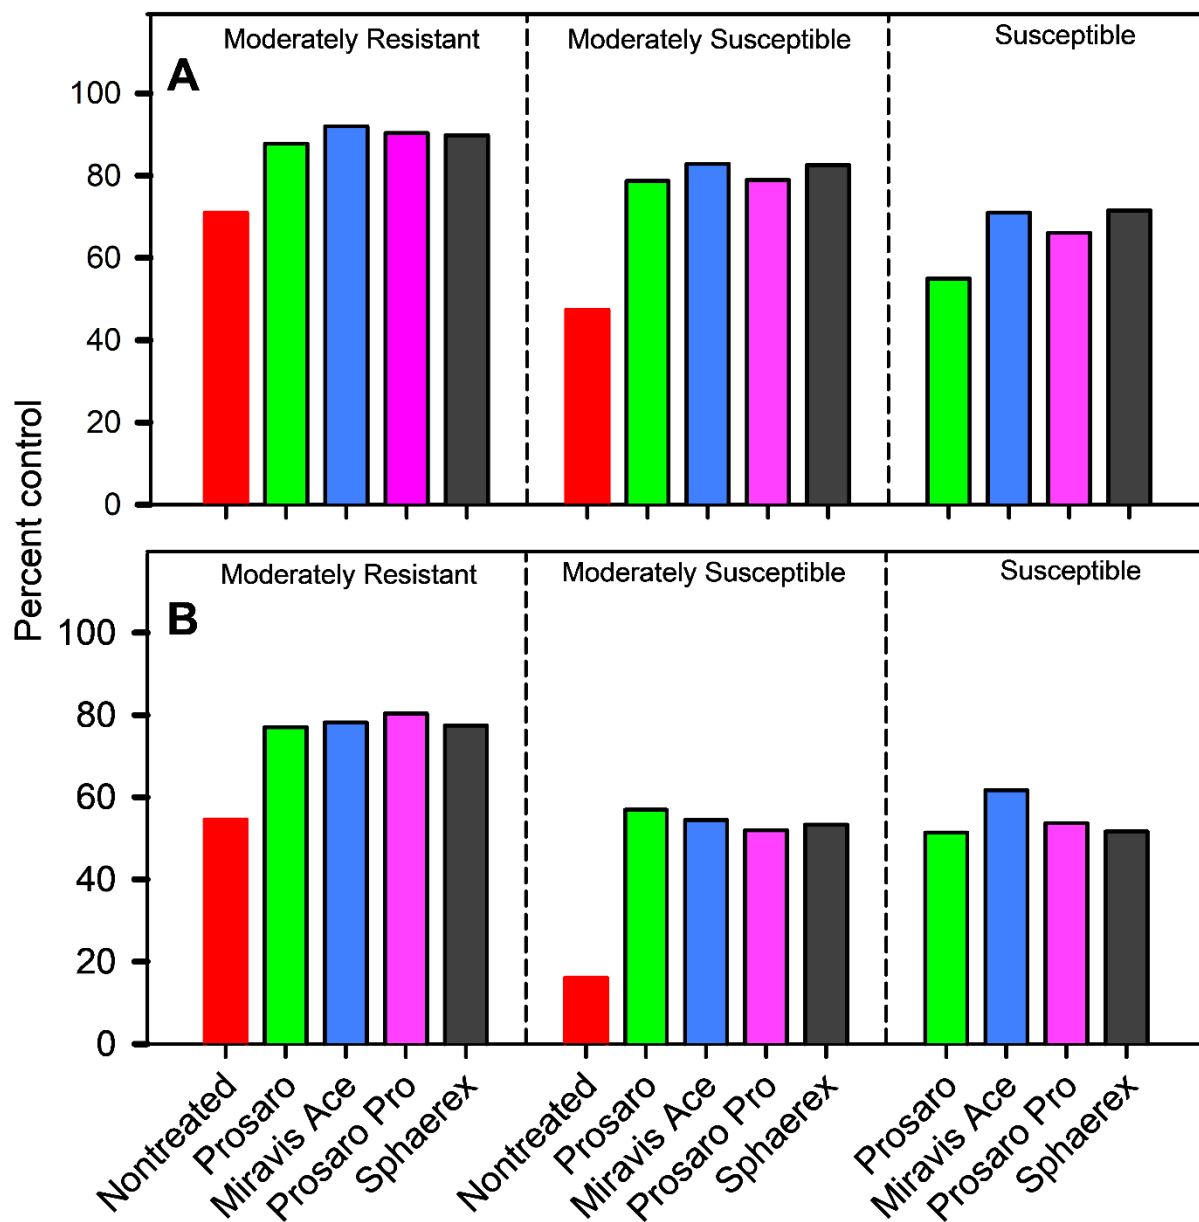 Moderately Resistant
Moderately Susceptible
Susceptible
A
100
80
60
40
20
0
Percent control
Moderately Resistant
Moderately Susceptible
Susceptible
B
100
80
60
40
20
0
Nontreated
Prosaro
Miravis Ace
Prosaro Pro
Sphaerex
Nontreated
Prosaro
Miravis Ace
Prosaro Pro
Sphaerex
Prosaro
Miravis Ace
Prosaro Pro
Sphaerex